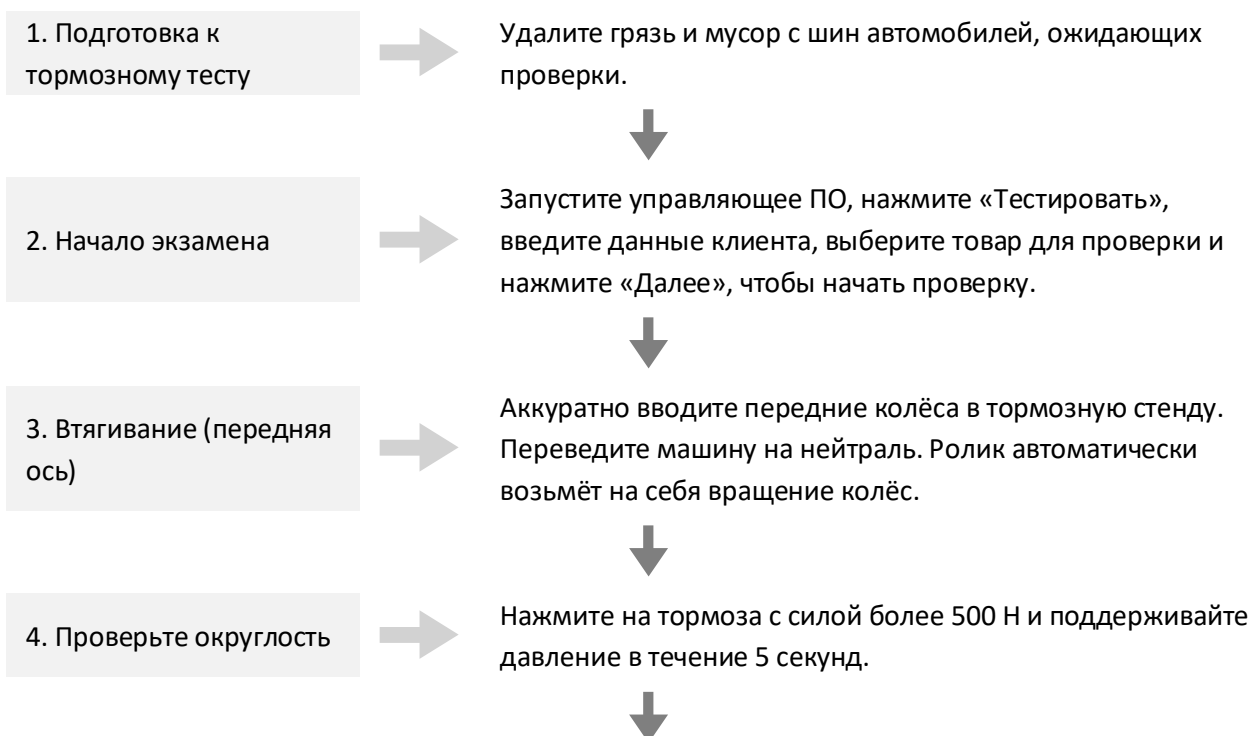 1. Подготовка к
тормозному тесту
Удалите грязь и мусор с шин автомобилей, ожидающих
проверки.
2. Начало экзамена
Запустите управляющее ПО, нажмите «Тестировать»,
введите данные клиента, выберите товар для проверки и
нажмите «Далее», чтобы начать проверку.
3. Втягивание (передняя
ось)
Аккуратно вводите передние колёса в тормозную стенду.
Переведите машину на нейтраль. Ролик автоматически
возьмёт на себя вращение колёс.
4. Проверьте округлость
Нажмите на тормоза с силой более 500 Н и поддерживайте
давление в течение 5 секунд.